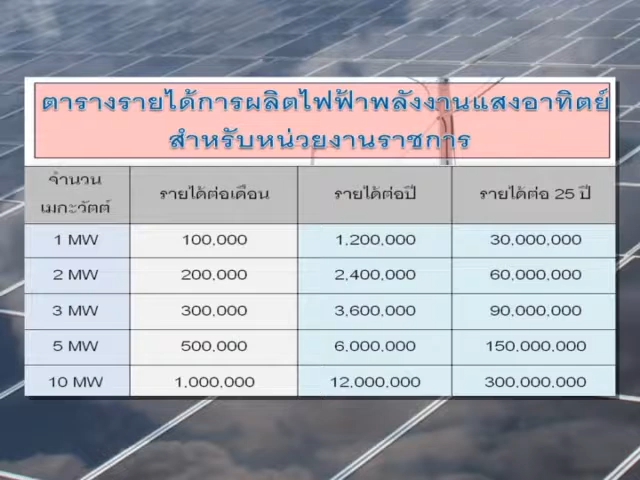 ตารางรายได้การผลิตไฟฟ้าพลังงานแสงอาทิตย์
สำหรับหน่วยงานราชการ
จำนวน
เมกะวัตต์ รายได้ต่อเดือน รายได้ต่อปี รายได้ต่อ 25 ปี
1 MW 100,000 1,200,000 30,000,000
2 MW 200,000 2,400,000 60,000,000
3 MW 300,000 3,600,000 90,000,000
5 MW 500,000 6,000,000 150,000,000
10 MW 1,000,000 12,000,000 300,000,000